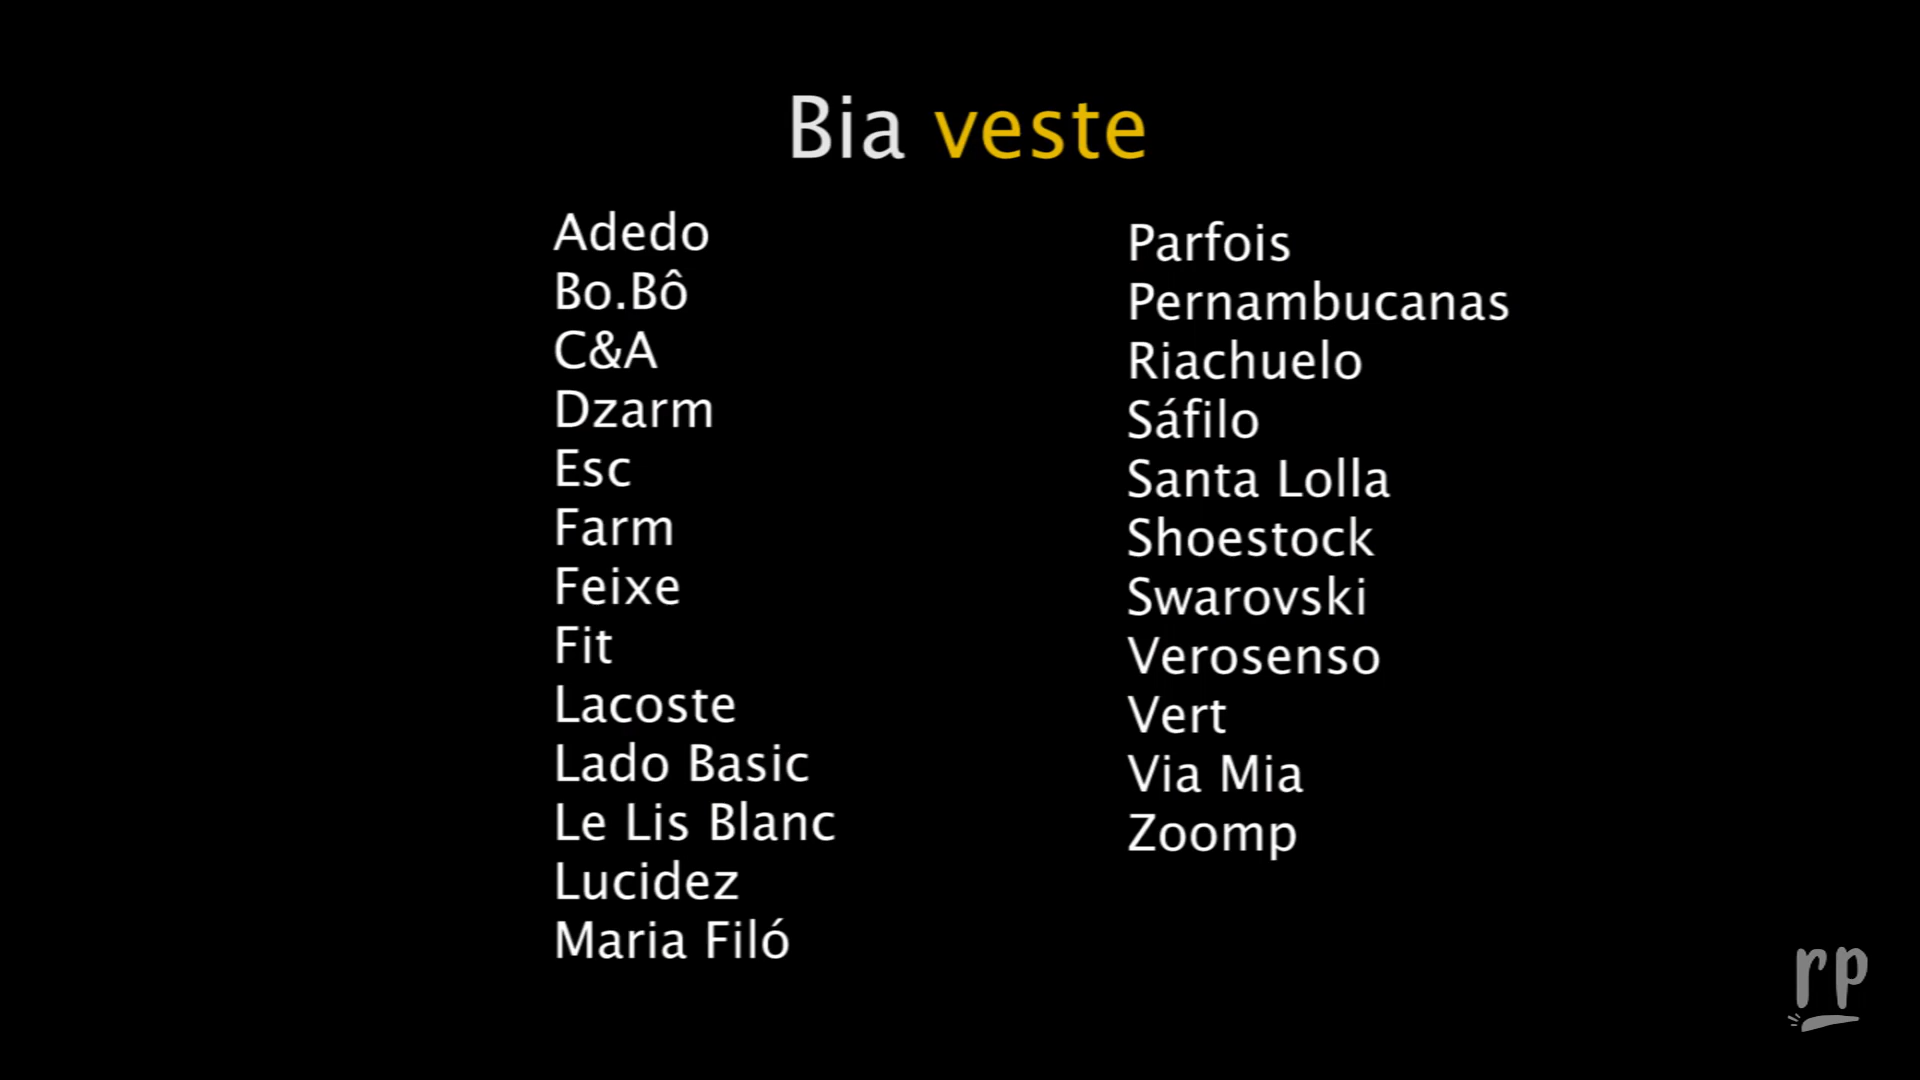 Bia veste
Adedo
Bo.Bô
C&A
Dzarm
Esc
Farm
Feixe
Fit
Lacoste
Lado Basic
Le Lis Blanc
Lucidez
Maria Filó
Parfois
Pernambucanas
Riachuelo
Sáfilo
Santa Lolla
Shoestock
Swarovski
Verosenso
Vert
Via Mia
Zoomp
rp